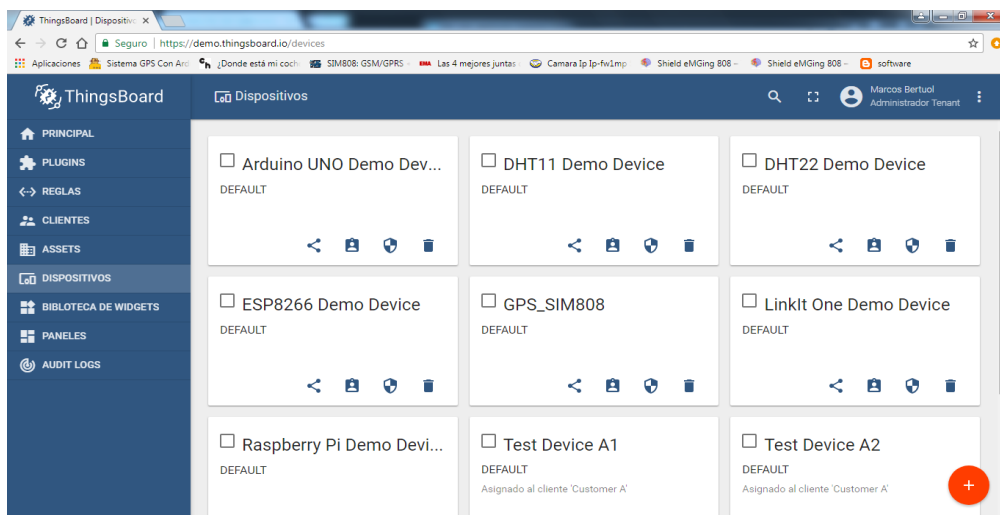 ThingsBoard | Dispositivo
Seguro | https://demo.thingsboard.io/devices
Aplicaciones Sistema GPS Con Ard ¿Donde está mi coch SIM808: GSM/GPRS - Las 4 mejores juntas Camara Ip Ip-fw1mp Shield eMGing 808 - Shield eMGing 808 - software
ThingsBoard Dispositivos Marcos Bertuol
Administrador Tenant
PRINCIPAL
PLUGINS
REGLAS
CLIENTES
ASSETS
DISPOSITIVOS
BIBLIOTECA DE WIDGETS
PANELES
AUDIT LOGS
Arduino UNO Demo Dev...
DEFAULT
DHT11 Demo Device
DEFAULT
DHT22 Demo Device
DEFAULT
ESP8266 Demo Device
DEFAULT
GPS_SIM808
DEFAULT
LinkIt One Demo Device
DEFAULT
Raspberry Pi Demo Devi...
DEFAULT
Test Device A1
DEFAULT
Asignado al cliente 'Customer A'
Test Device A2
DEFAULT
Asignado al cliente 'Customer A'